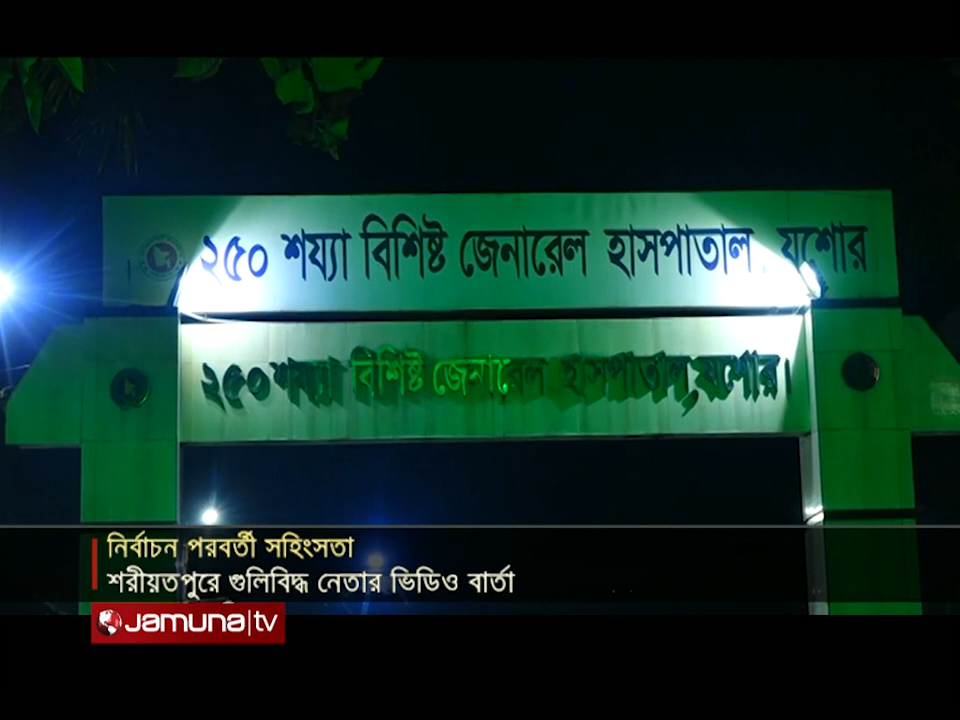 ২৫০ শয্যা বিশিষ্ট জেনারেল হাসপাতাল, যশোর
২৫০ শয্যা বিশিষ্ট জেনারেল হাসপাতাল,যশোর।
নির্বাচন পরবর্তী সহিংসতা
শরীয়তপুরে গুলিবিদ্ধ নেতার ভিডিও বার্তা
JAMUNA|tv